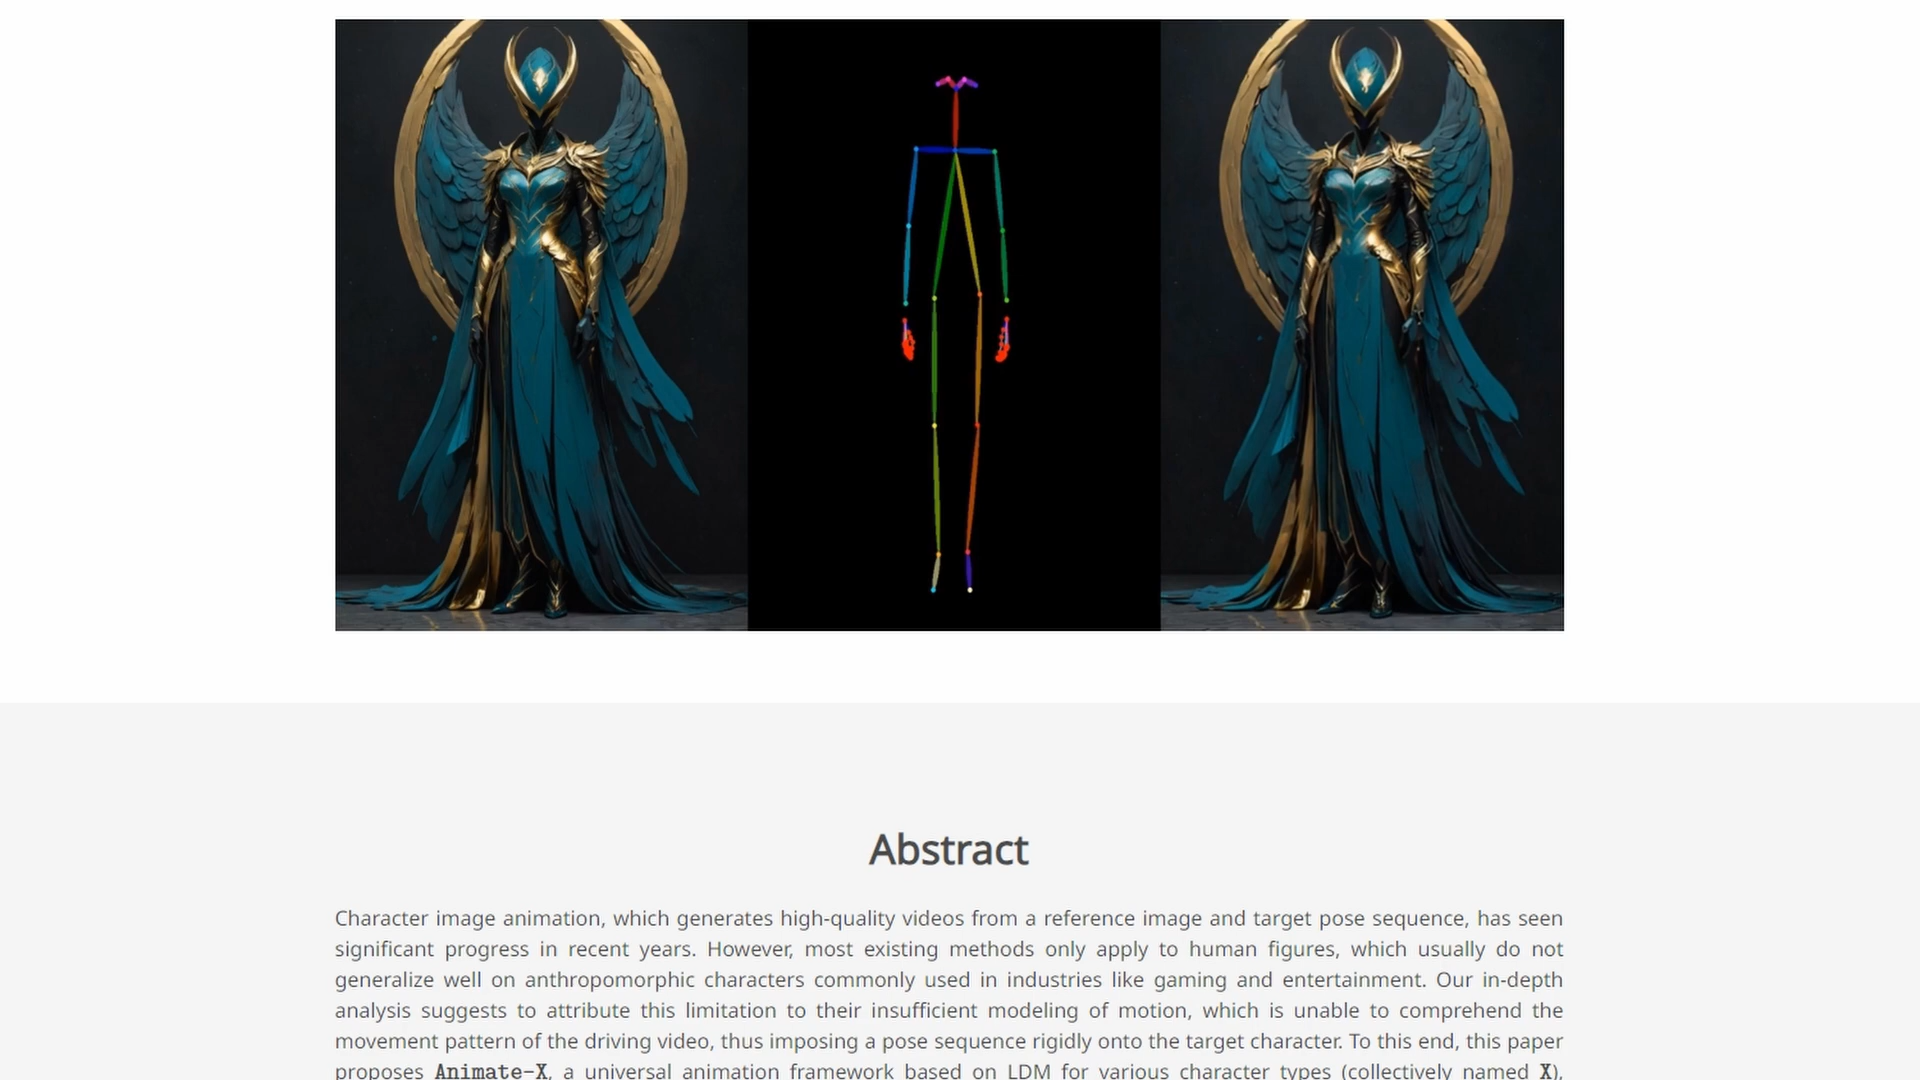 Abstract
Character image animation, which generates high-quality videos from a reference image and target pose sequence, has seen
significant progress in recent years. However, most existing methods only apply to human figures, which usually do not
generalize well on anthropomorphic characters commonly used in industries like gaming and entertainment. Our in-depth
analysis suggests to attribute this limitation to their insufficient modeling of motion, which is unable to comprehend the
movement pattern of the driving video, thus imposing a pose sequence rigidly onto the target character. To this end, this paper
proposes Animate-X, a universal animation framework based on LDM for various character types (collectively named X),